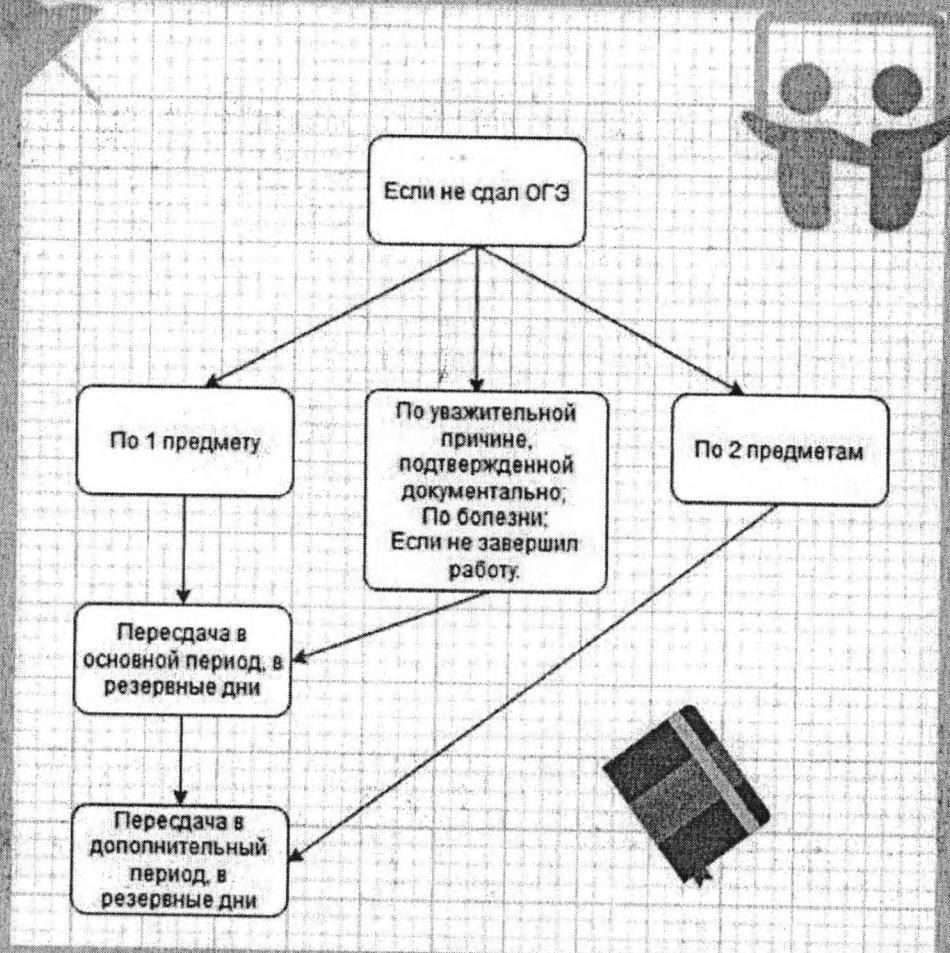 Если не сдал ОГЭ
По 1 предмету
По уважительной
причине,
подтвержденной
документально;
По болезни;
Если не завершил
работу.
По 2 предметам
Пересдача в
основной период, в
резервные дни
Пересдача в
дополнительный
период, в
резервные дни